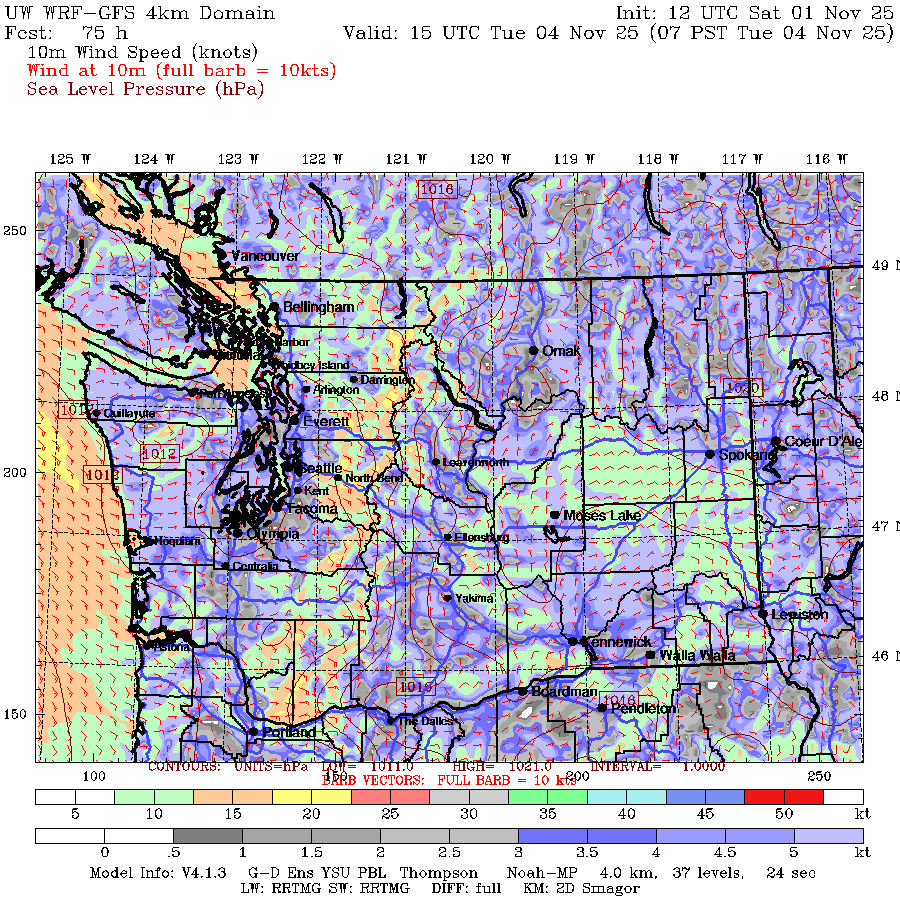 UW WRF-GFS 4km Domain Init: 12 UTC Sat 01 Nov 25
Fcst: 75 h Valid: 15 UTC Tue 04 Nov 25 (07 PST Tue 04 Nov 25)
10m Wind Speed (knots)
Wind at 10m (full barb = 10kts)
Sea Level Pressure (hPa)
125 W 124 W 123 W 122 W 121 W 120 W 119 W 118 W 117 W 116 W
1016
250
Vancouver
49 N
Bellingham
Harbor
Omak
Whidbey Island
Darrington
Arlington
1020
48 N
Quillayute
Everett
Coeur D'Alene
1012
Spokane
Leavenworth
200
Seattle
1013
North Bend
Kent
Tacoma
Moses Lake
47 N
Olympia
Ellensburg
Hoquiam
Centralia
Yakima
Lewiston
Kennewick
Astoria
Walla Walla
46 N
1015
Boardman
1018
Pendleton
150
The Dalles
Portland
CONTOURS: UNITS=hPa LOW= 1011.0 HIGH= 1021.0 INTERVAL= 1.0000
100 150 200 250
BARB VECTORS: FULL BARB = 10 kts
5 10 15 20 25 30 35 40 45 50 kt
0 .5 1 1.5 2 2.5 3 3.5 4 4.5 5 kt
Model Info: V4.1.3 G-D Ens YSU PBL Thompson Noah-MP 4.0 km, 37 levels, 24 sec
LW: RRTMG SW: RRTMG DIFF: full KM: 2D Smagor